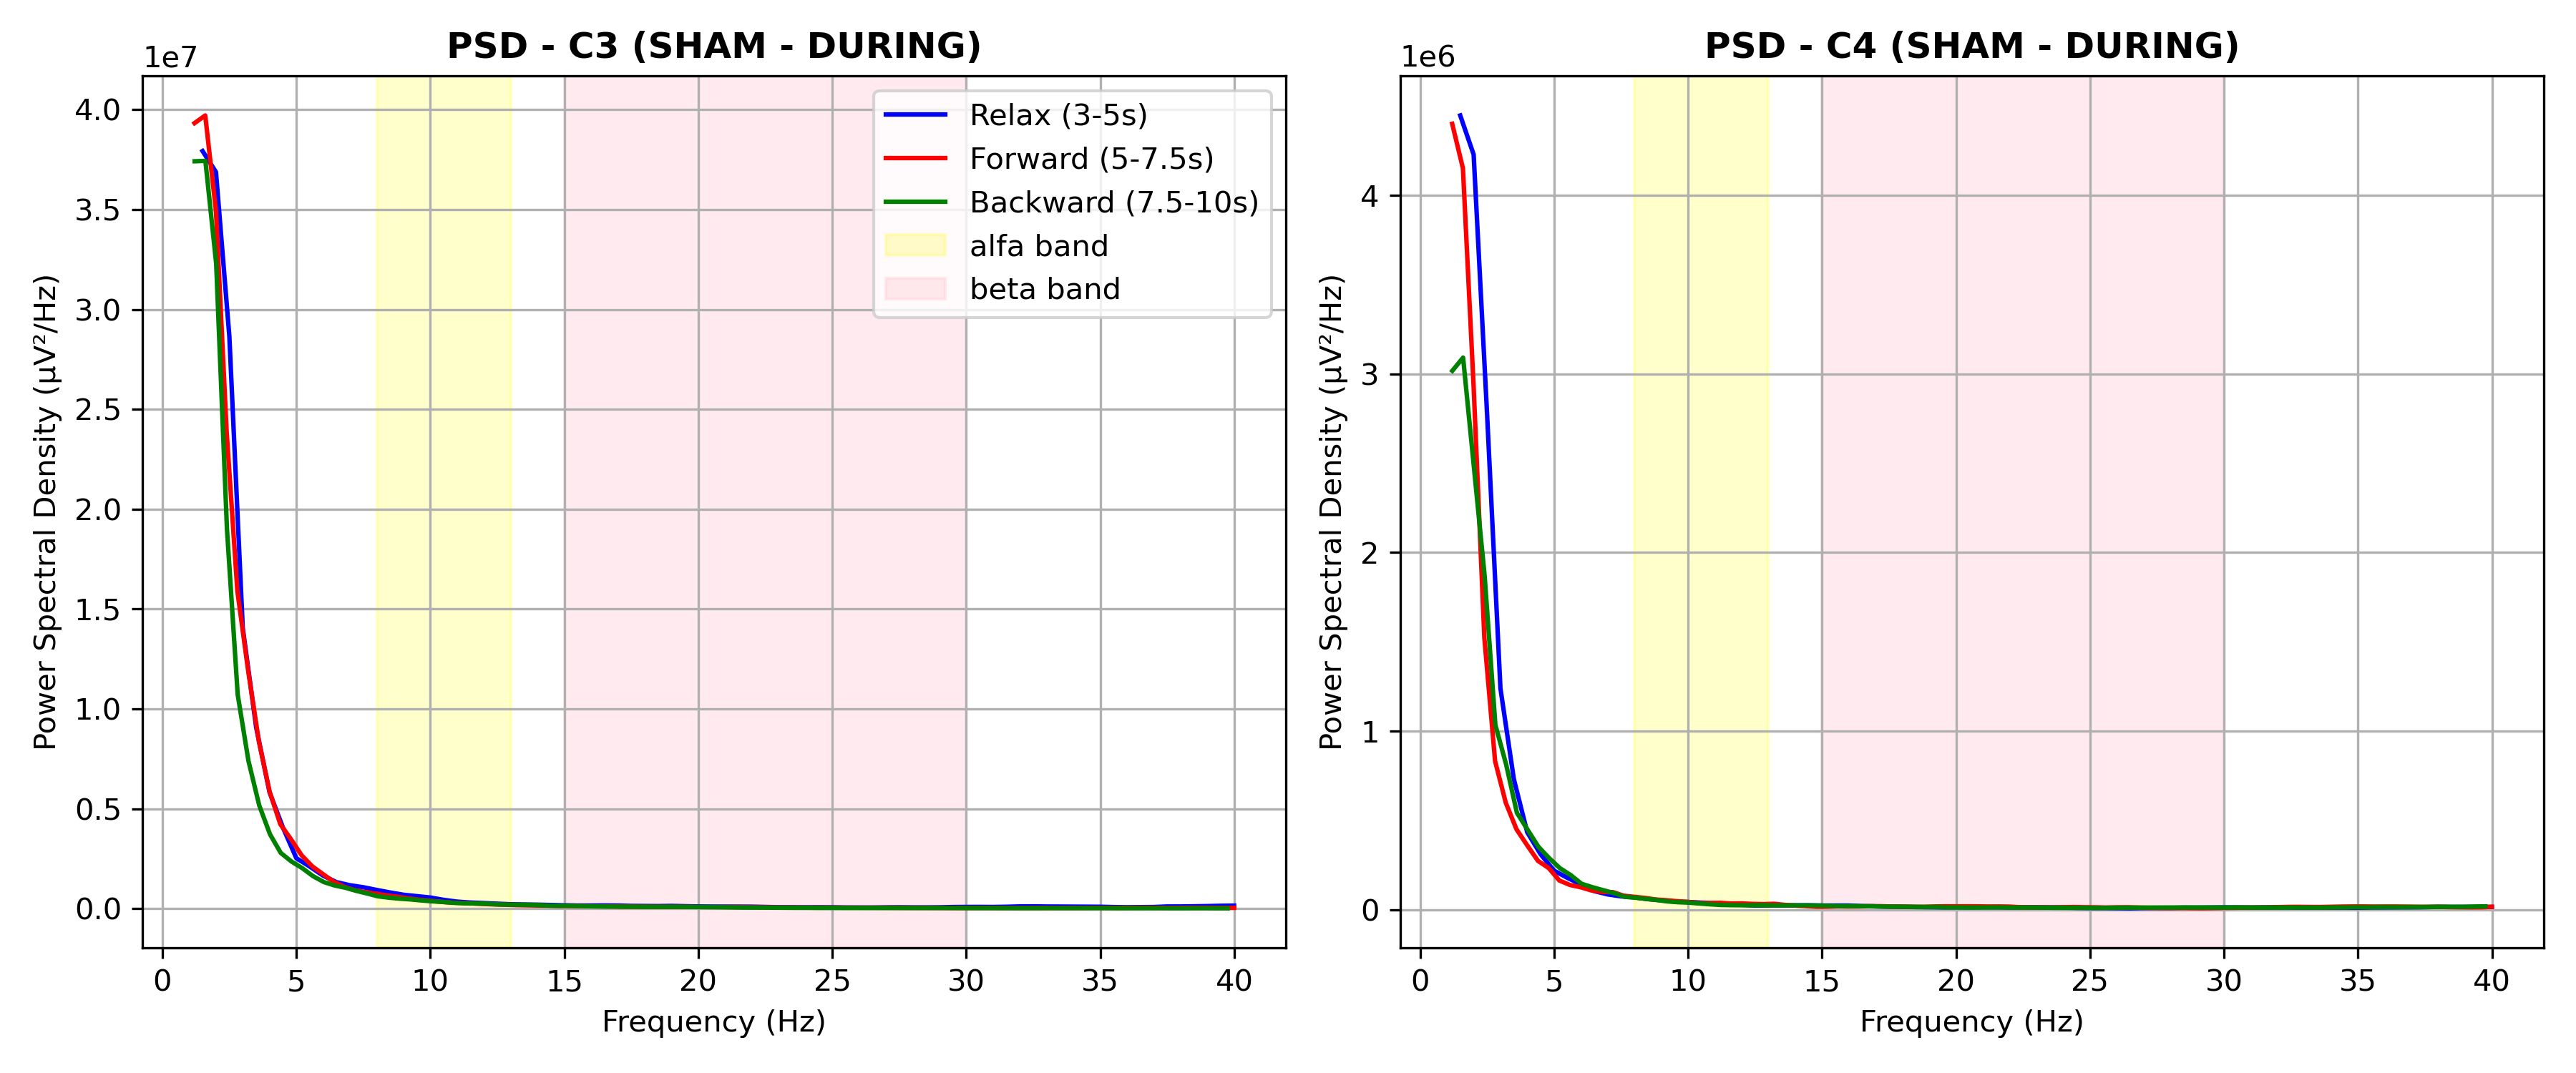 PSD - C3 (SHAM - DURING)
1e7
4.0
3.5
3.0
2.5
2.0
1.5
1.0
0.5
0.0
Power Spectral Density (µV²/Hz)
0 5 10 15 20 25 30 35 40
Frequency (Hz)
Relax (3-5s)
Forward (5-7.5s)
Backward (7.5-10s)
alfa band
beta band
PSD - C4 (SHAM - DURING)
1e6
4
3
2
1
0
Power Spectral Density (µV²/Hz)
0 5 10 15 20 25 30 35 40
Frequency (Hz)